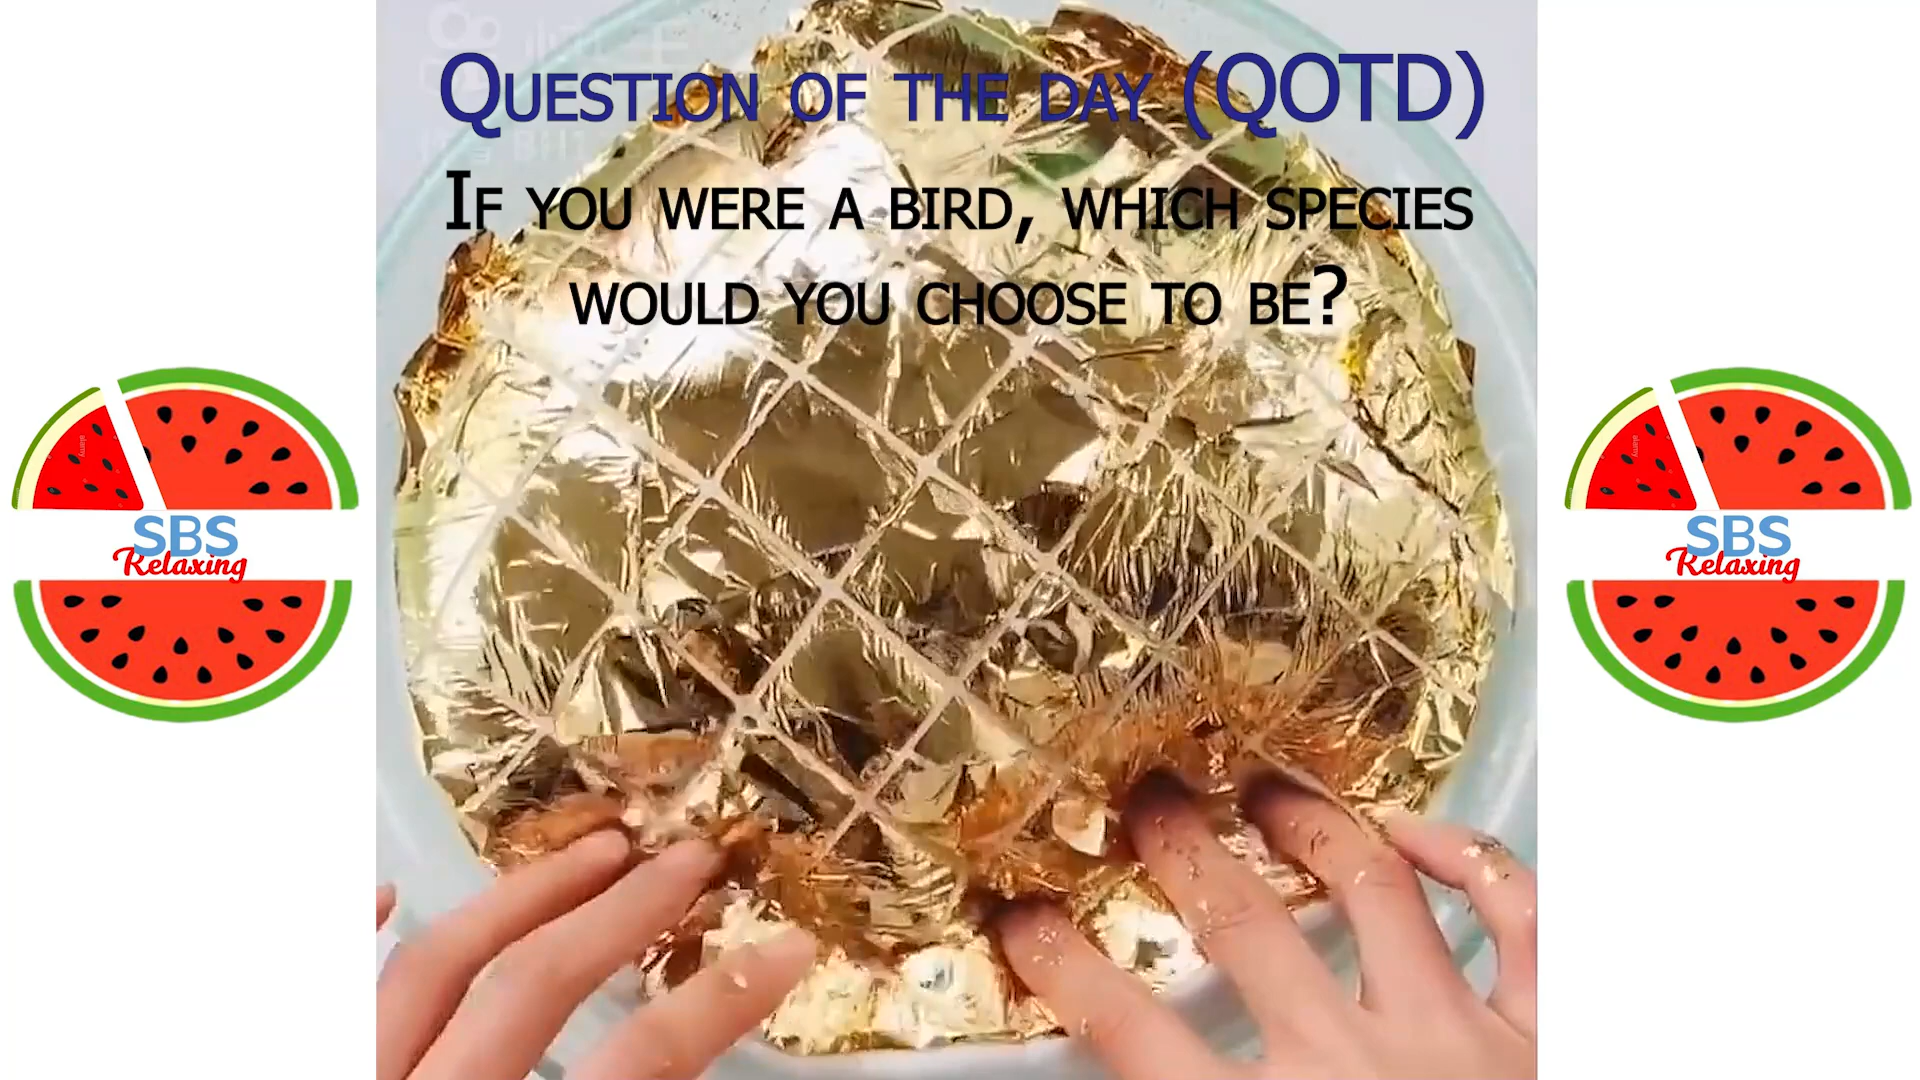 Question of the day (QOTD)
If you were a bird, which species
would you choose to be?
SBS
Relaxing
SBS
Relaxing